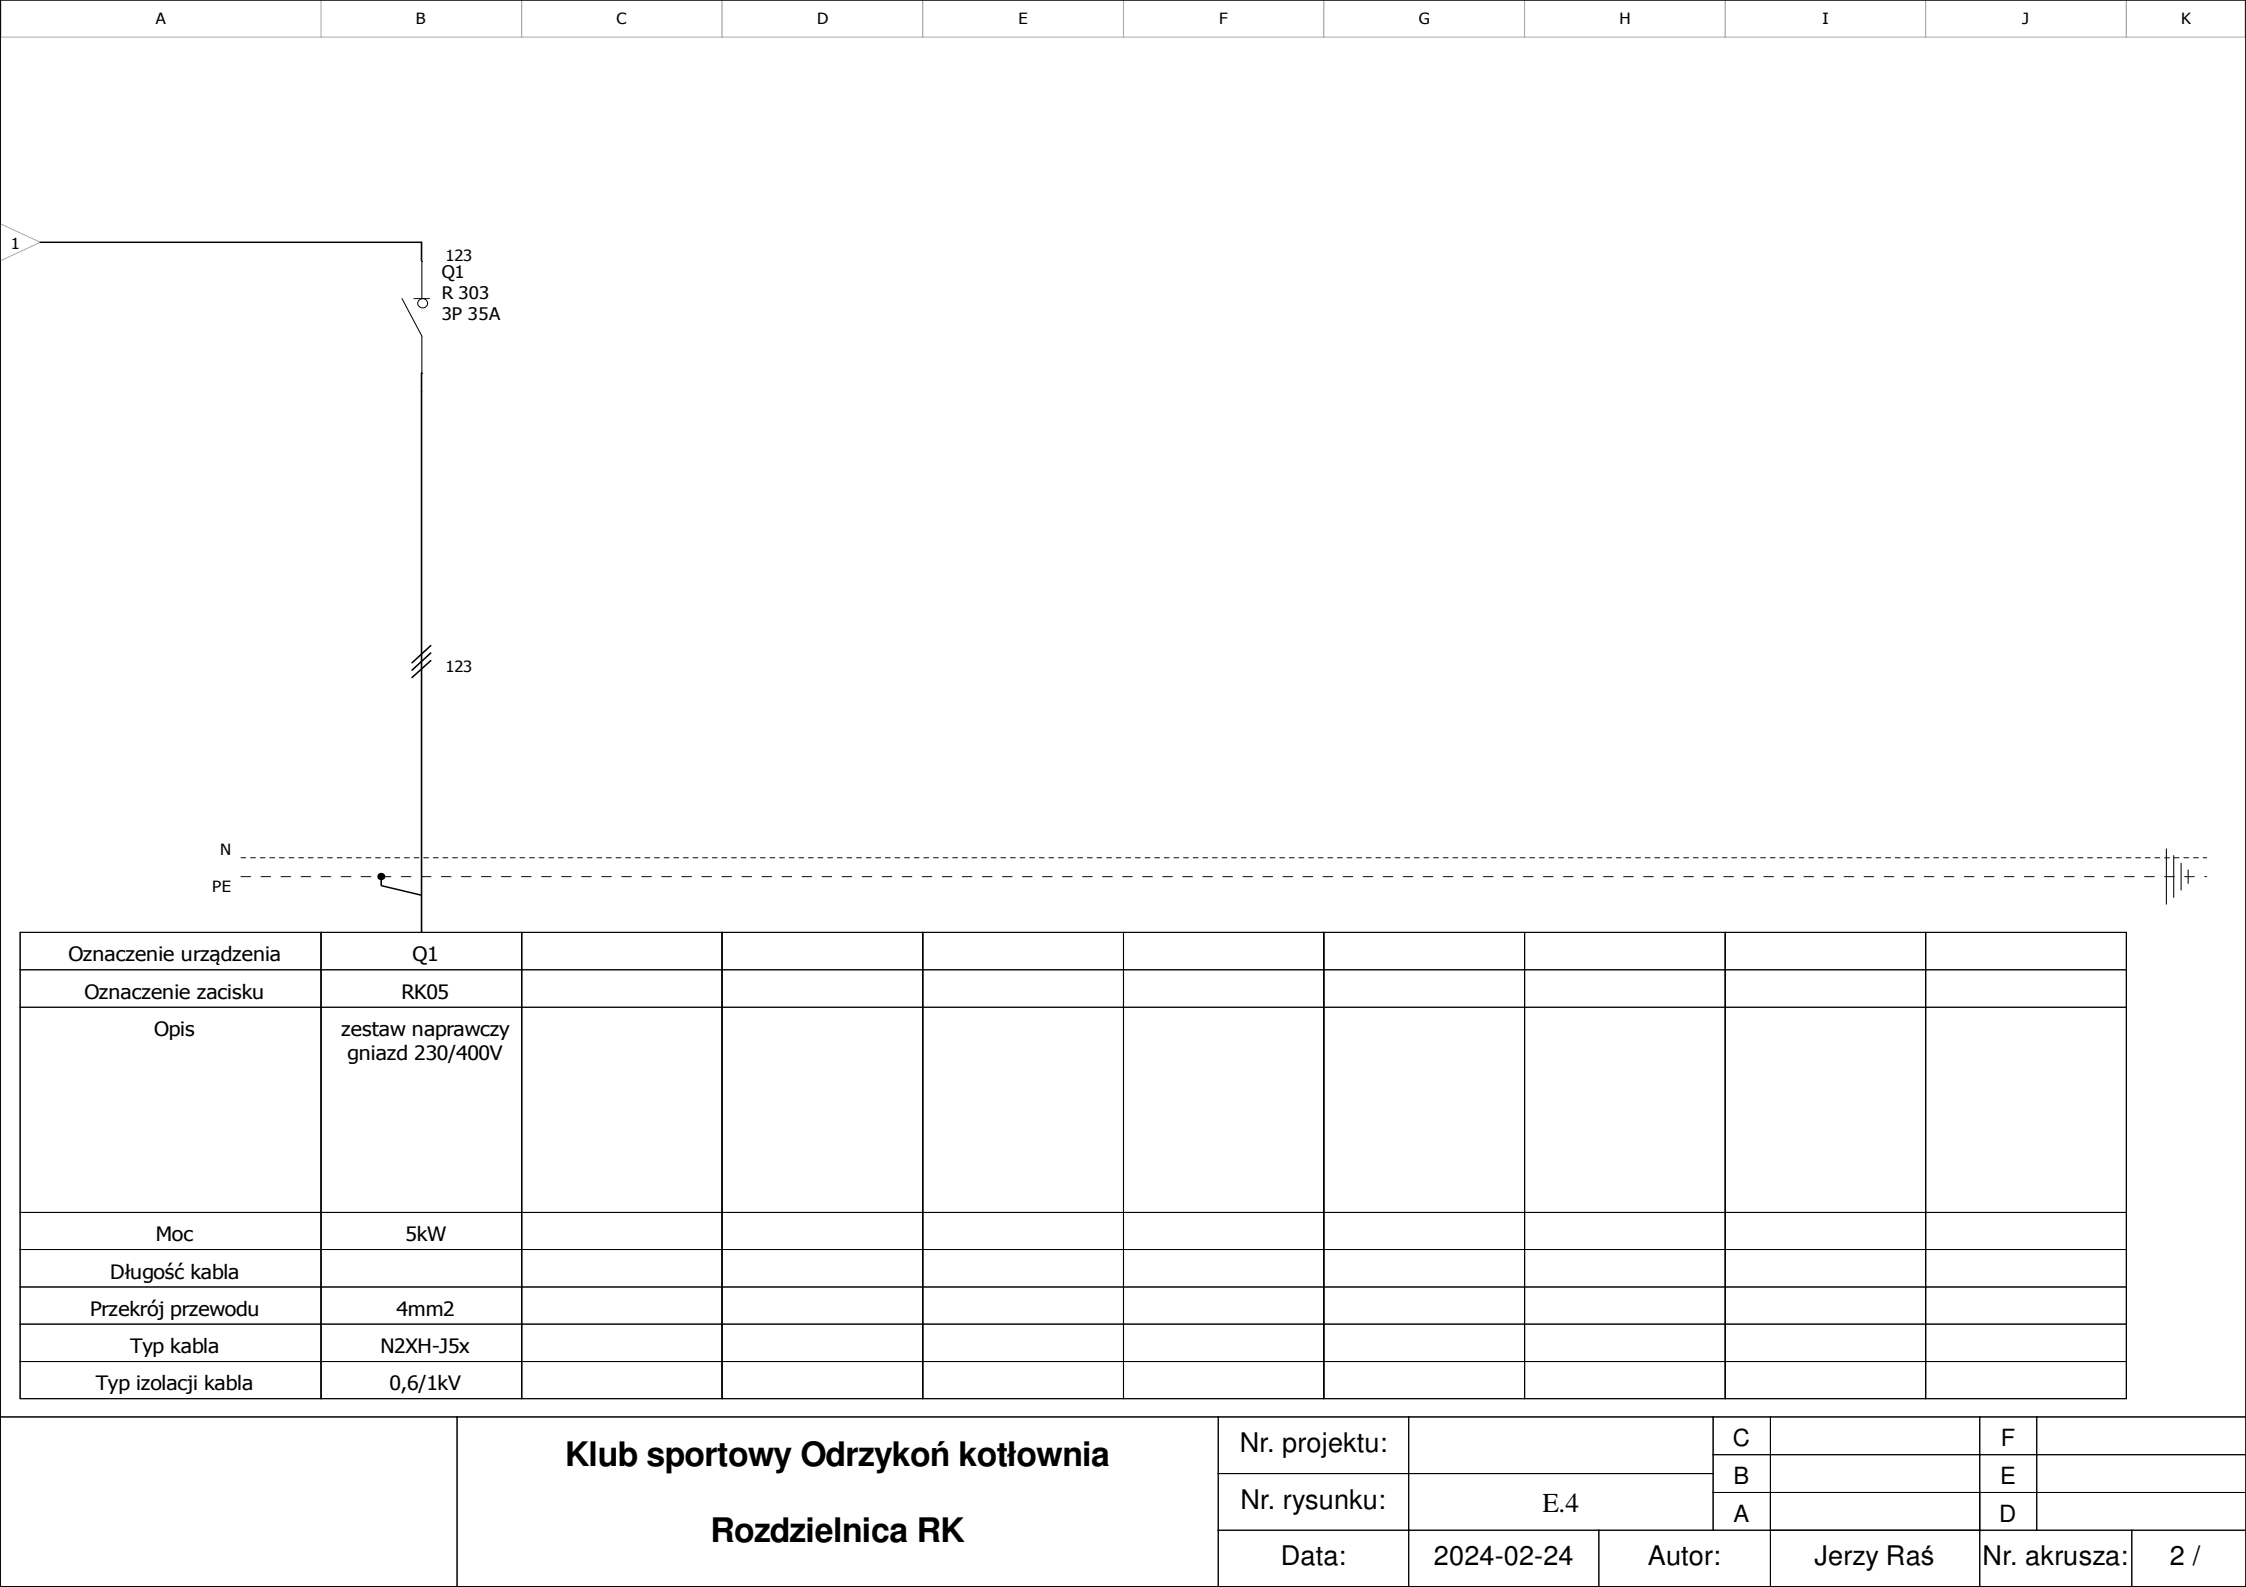 A B C D E F G H I J K
1
123
Q1
R 303
3P 35A
123
N
PE
Oznaczenie urządzenia Q1
Oznaczenie zacisku RK05
Opis zestaw naprawczy
gniazd 230/400V
Moc 5kW
Długość kabla
Przekrój przewodu 4mm2
Typ kabla N2XH-J5x
Typ izolacji kabla 0,6/1kV
Klub sportowy Odrzykoń kotłownia
Rozdzielnica RK
Nr. projektu:
Nr. rysunku: E.4
C F
B E
A D
Data: 2024-02-24 Autor: Jerzy Raś Nr. akrusza: 2 /